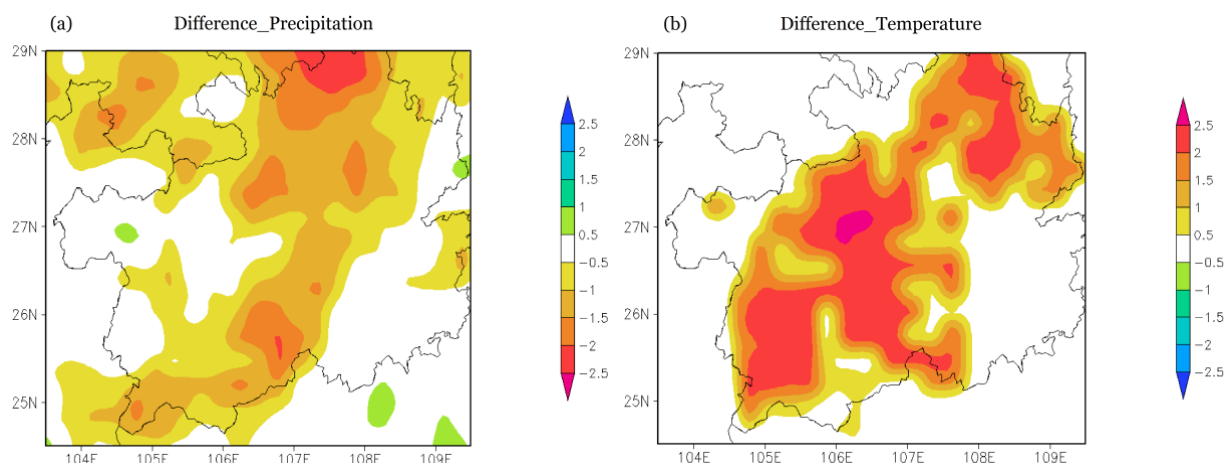 (a) Difference_Precipitation
29N
28N
27N
26N
25N
104E 105E 106E 107E 108E 109E
2.5
2
1.5
1
0.5
-0.5
-1
-1.5
-2
-2.5
(b) Difference_Temperature
29N
28N
27N
26N
25N
104E 105E 106E 107E 108E 109E
2.5
2
1.5
1
0.5
-0.5
-1
-1.5
-2
-2.5